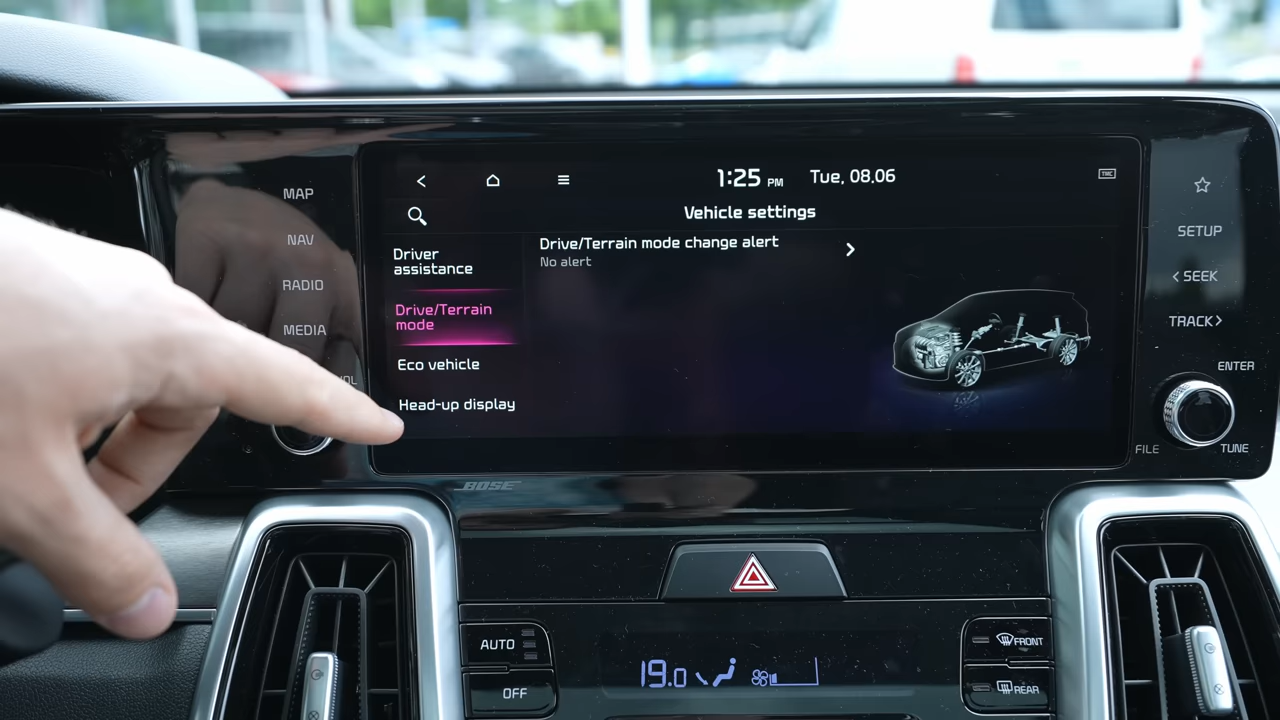 MAP
NAV
RADIO
MEDIA
1:25 PM Tue, 08.06
TMC
Vehicle settings
Driver
assistance
Drive/Terrain
mode
Eco vehicle
Head-up display
Drive/Terrain mode change alert
No alert
SETUP
< SEEK
TRACK >
ENTER
FILE
TUNE
BOSE
AUTO
OFF
19.0
FRONT
REAR